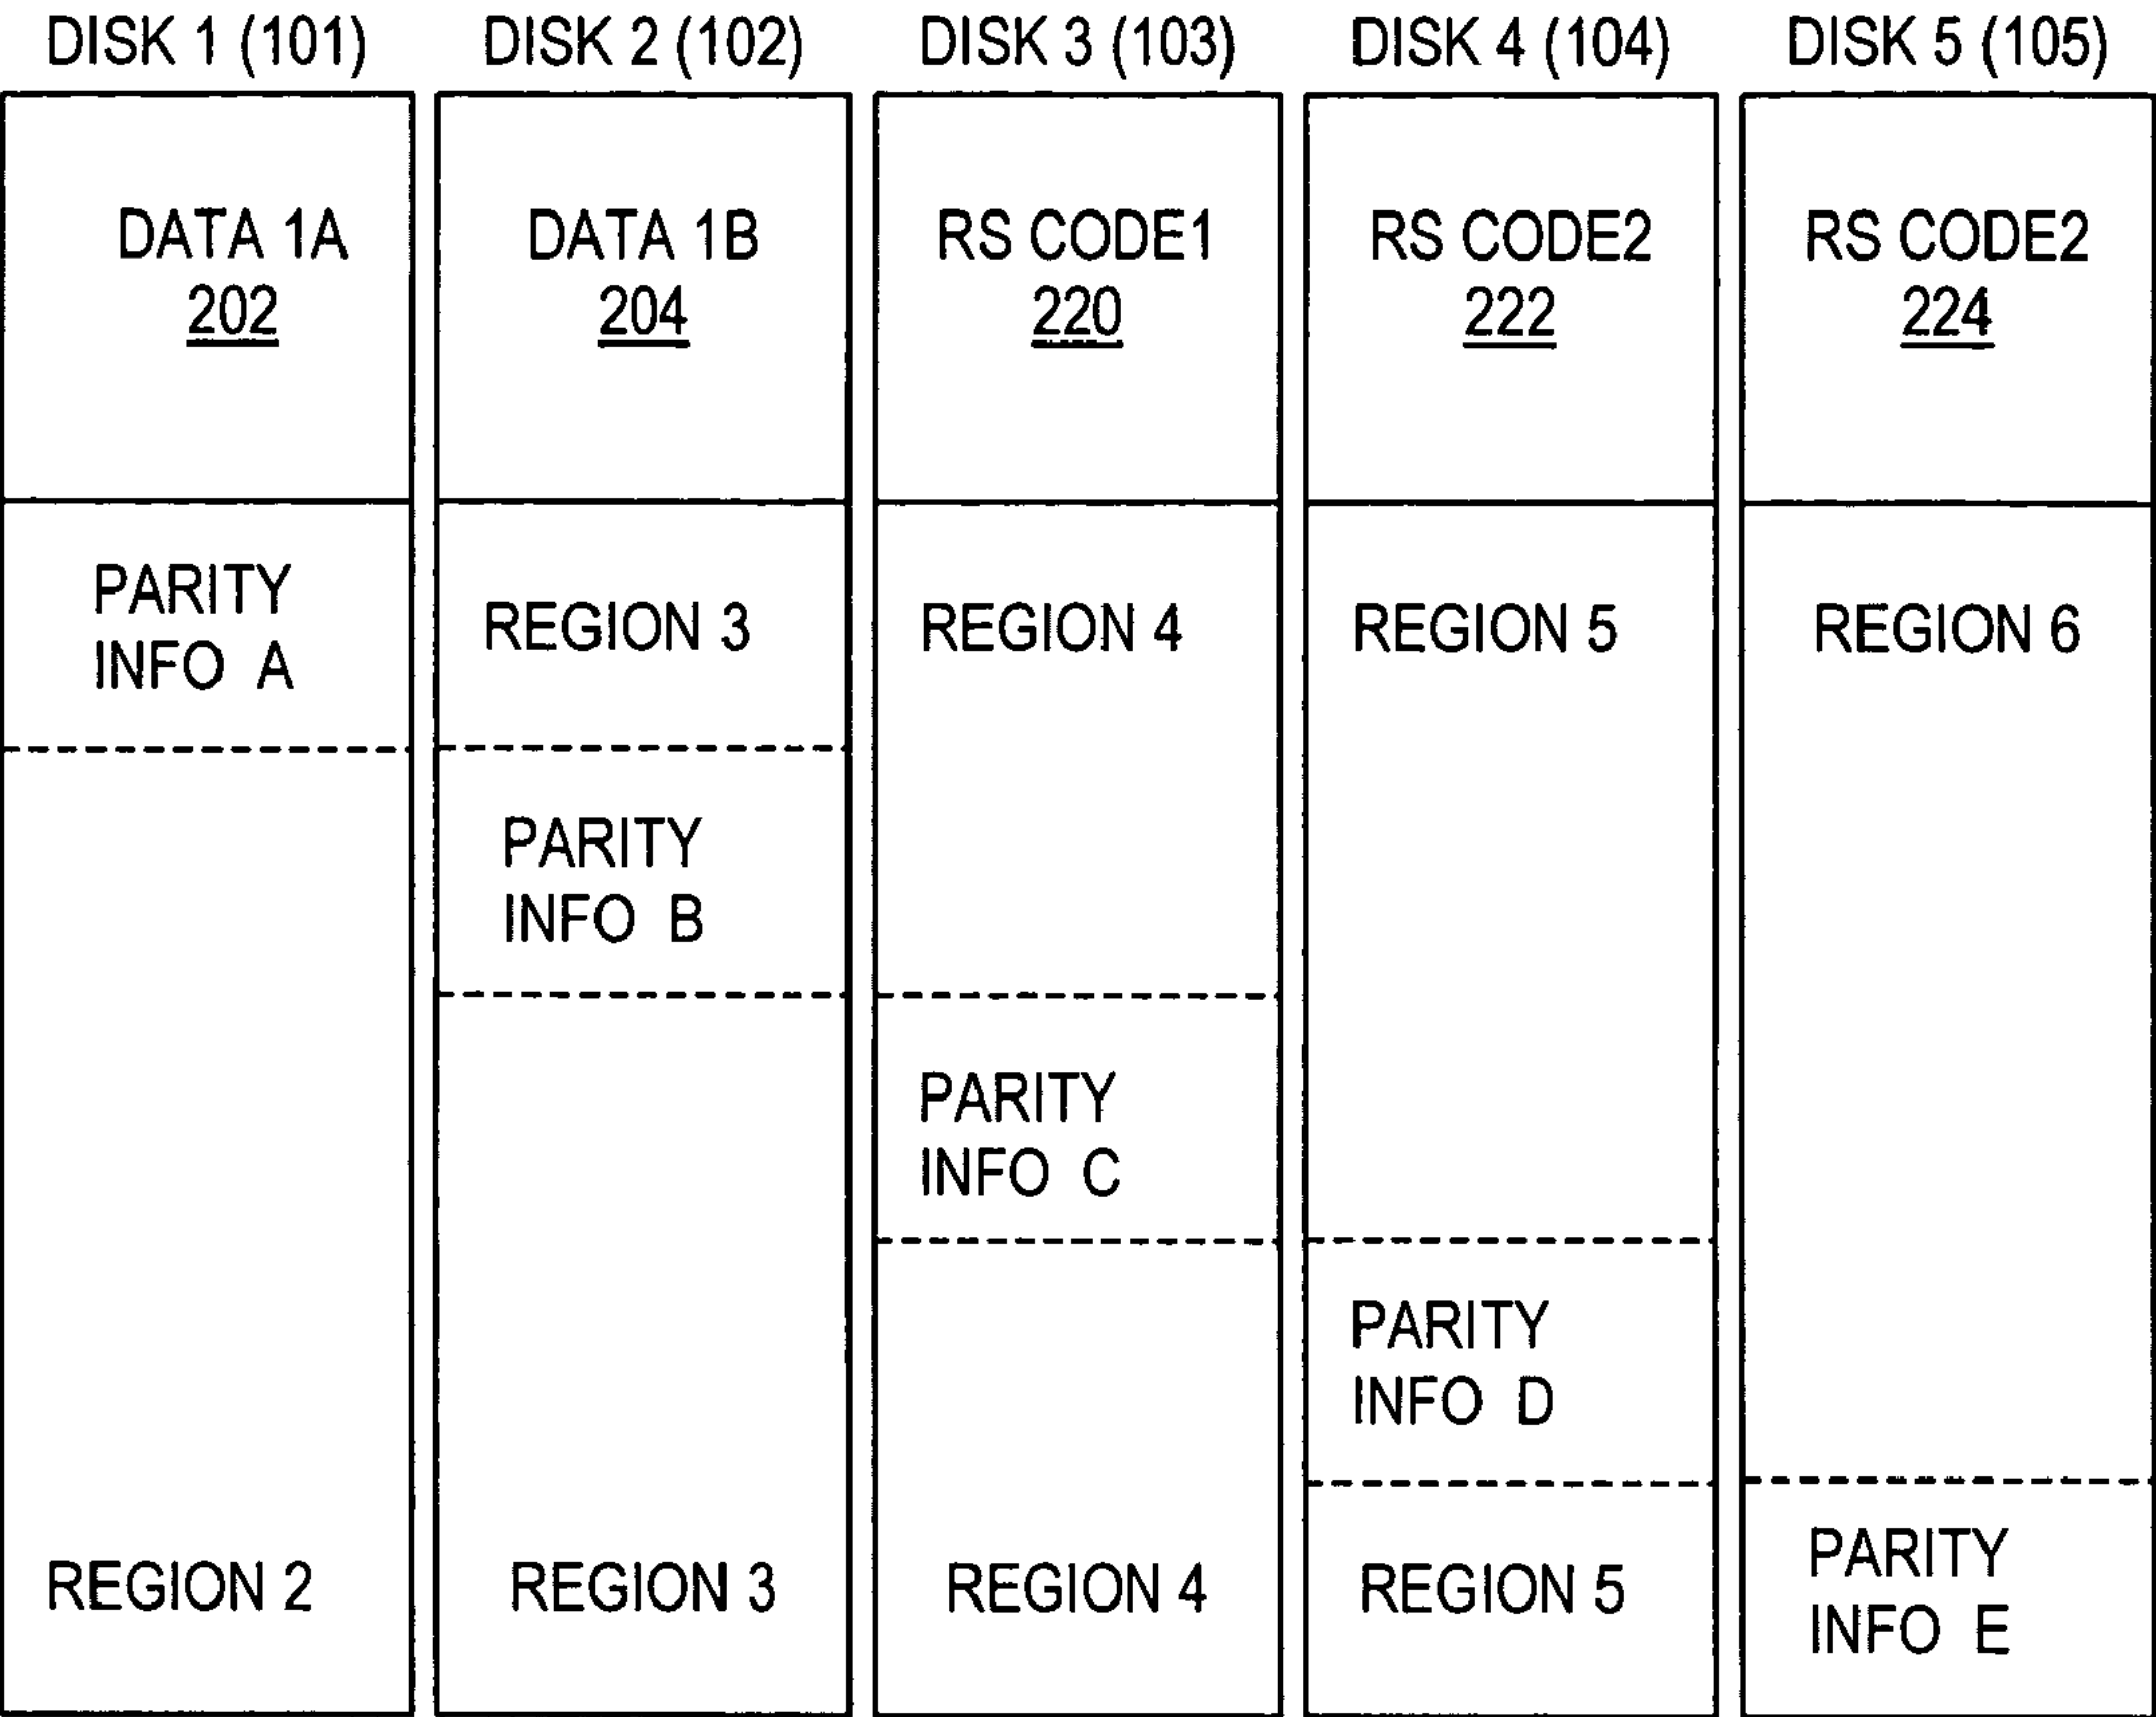 DISK 1 (101)
DISK 2 (102)
DISK 3 (103)
DISK 4 (104)
DISK 5 (105)
DATA 1A
202
DATA 1B
204
RS CODE1
220
RS CODE2
222
RS CODE2
224
PARITY
INFO A
REGION 3
REGION 4
REGION 5
REGION 6
PARITY
INFO B
PARITY
INFO C
PARITY
INFO D
REGION 2
REGION 3
REGION 4
REGION 5
PARITY
INFO E